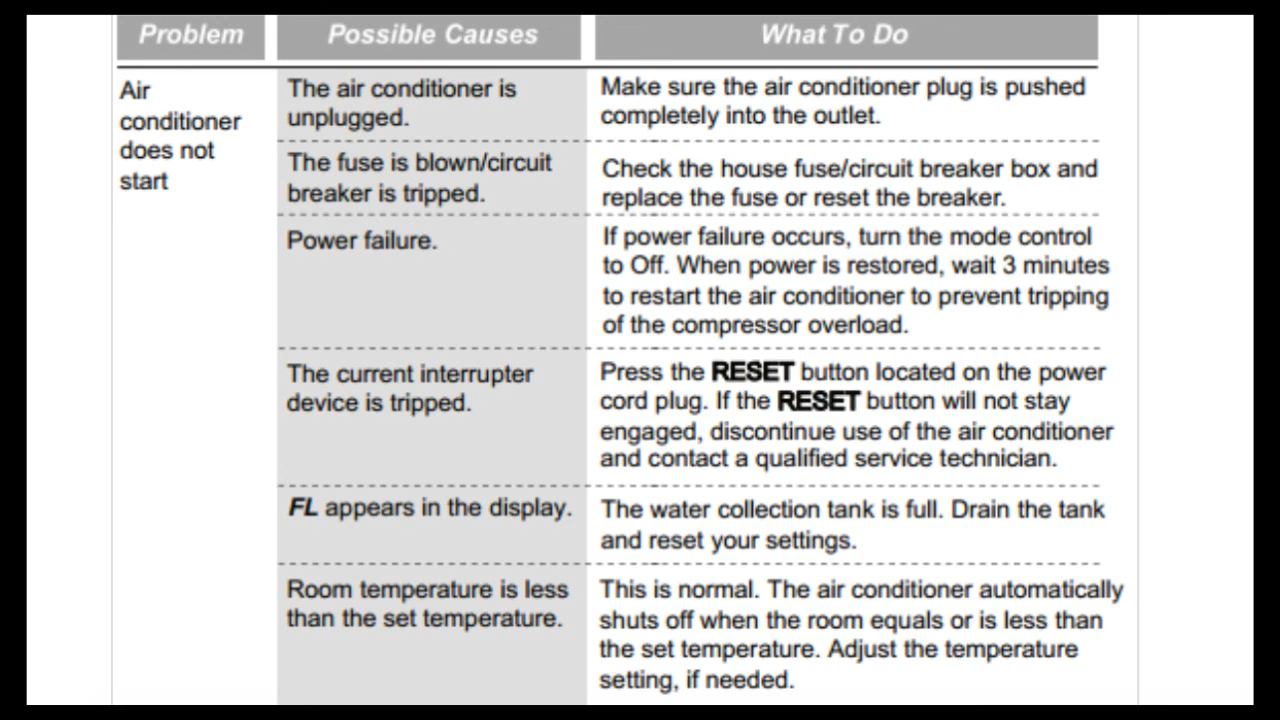 Problem
Possible Causes
What To Do
Air
conditioner
does not
start
The air conditioner is
unplugged.
Make sure the air conditioner plug is pushed
completely into the outlet.
The fuse is blown/circuit
breaker is tripped.
Check the house fuse/circuit breaker box and
replace the fuse or reset the breaker.
Power failure.
If power failure occurs, turn the mode control
to Off. When power is restored, wait 3 minutes
to restart the air conditioner to prevent tripping
of the compressor overload.
The current interrupter
device is tripped.
Press the RESET button located on the power
cord plug. If the RESET button will not stay
engaged, discontinue use of the air conditioner
and contact a qualified service technician.
FL appears in the display.
The water collection tank is full. Drain the tank
and reset your settings.
Room temperature is less
than the set temperature.
This is normal. The air conditioner automatically
shuts off when the room equals or is less than
the set temperature. Adjust the temperature
setting, if needed.